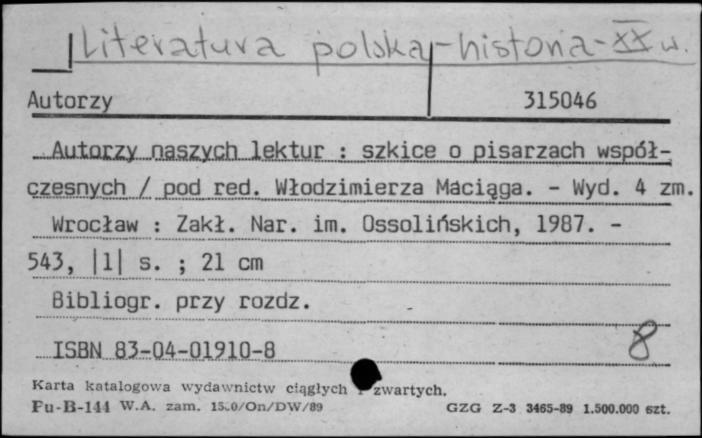 Literatura polska - historia - XX w.
Autorzy 315046
Autorzy naszych lektur : szkice o pisarzach współ-
czesnych / pod red. Włodzimierza Maciąga. - Wyd. 4 zm.
Wrocław : Zakł. Nar. im. Ossolińskich, 1987. -
543, |1| s. ; 21 cm
Bibliogr. przy rozdz.
ISBN 83-04-01910-8 8
Karta katalogowa wydawnictw ciągłych i zwartych.
Pu-B-144 W.A. zam. /On/DW/89 GZG Z-3 3465-89 1.500.000 szt.